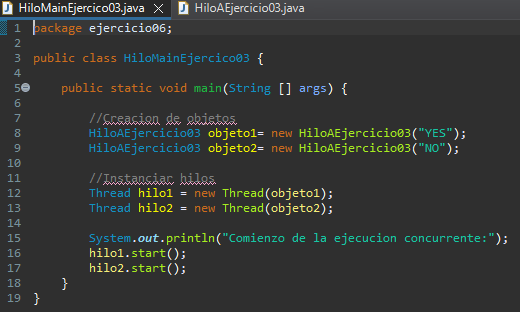 HiloMainEjercico03.java HiloAEjercicio03.java
1 package ejercicio06;
2
3 public class HiloMainEjercico03 {
4
5 public static void main(String [] args) {
6
7 //Creacion de objetos
8 HiloAEjercicio03 objeto1= new HiloAEjercicio03("YES");
9 HiloAEjercicio03 objeto2= new HiloAEjercicio03("NO");
10
11 //Instanciar hilos
12 Thread hilo1 = new Thread(objeto1);
13 Thread hilo2 = new Thread(objeto2);
14
15 System.out.println("Comienzo de la ejecucion concurrente:");
16 hilo1.start();
17 hilo2.start();
18 }
19 }